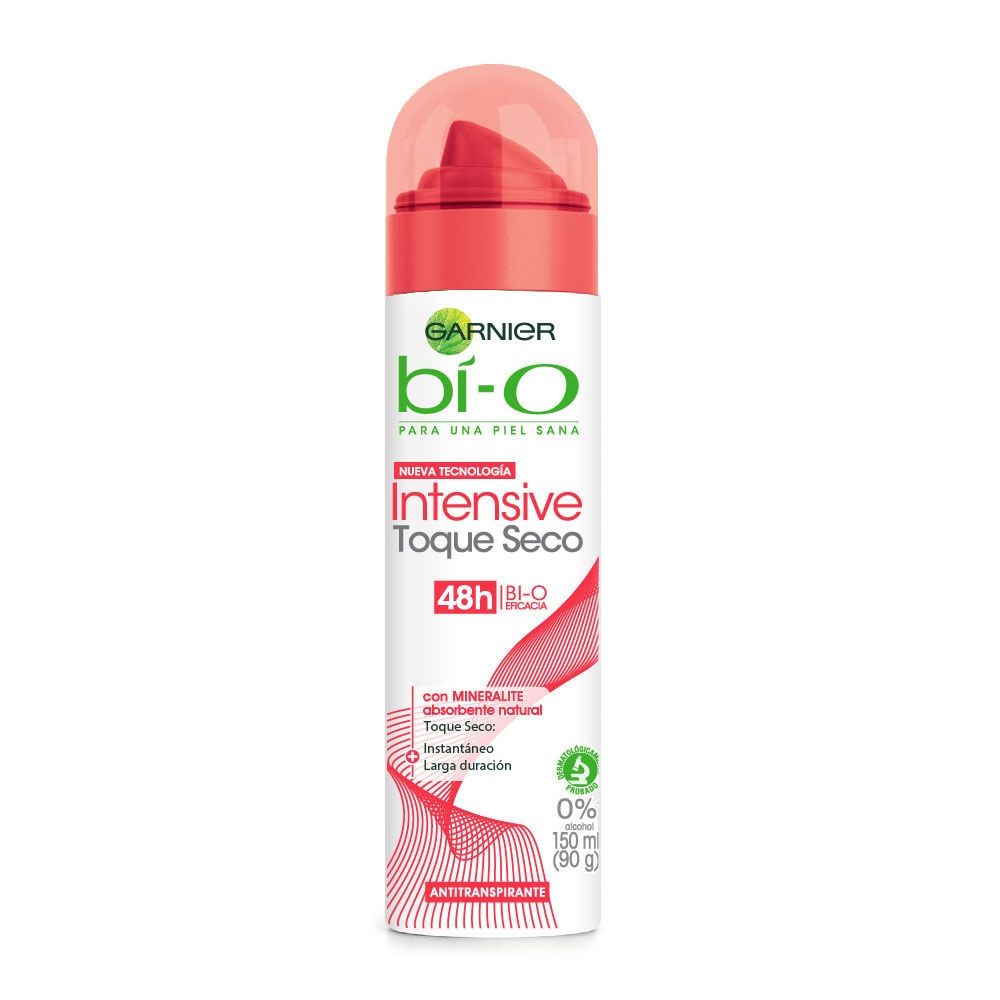 GARNIER
bí-O
PARA UNA PIEL SANA
NUEVA TECNOLOGÍA
Intensive
Toque Seco
48h
BI-O
EFICACIA
con MINERALITE
absorbente natural
Toque Seco:
Instantáneo
+
Larga duración
DERMATOLÓGICAM
PROBADO
0%
alcohol
150 ml
(90 g)
ANTITRANSPIRANTE